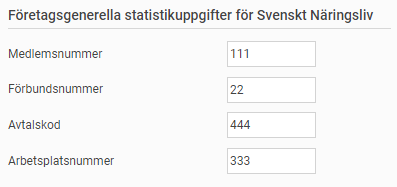 Företagsgenerella statistikuppgifter för Svenskt Näringsliv
Medlemsnummer 111
Förbundsnummer 22
Avtalskod 444
Arbetsplatsnummer 333